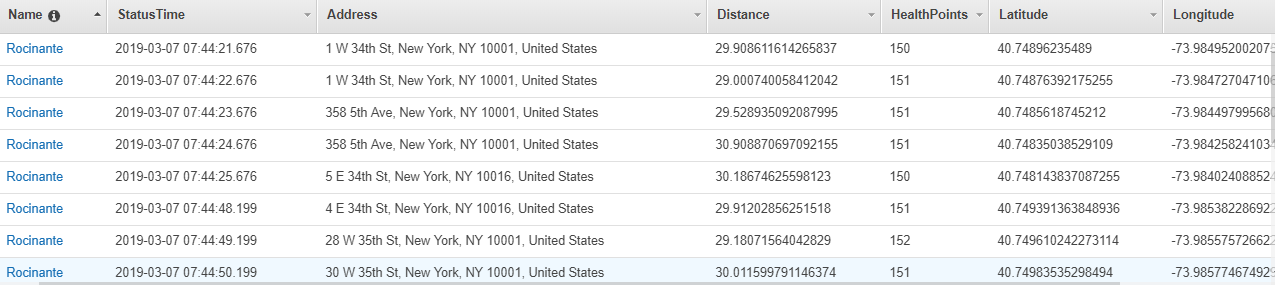 Name StatusTime Address Distance HealthPoints Latitude Longitude
Rocinante 2019-03-07 07:44:21.676 1 W 34th St, New York, NY 10001, United States 29.908611614265837 150 40.74896235489 -73.98495200207
Rocinante 2019-03-07 07:44:22.676 1 W 34th St, New York, NY 10001, United States 29.000740058412042 151 40.74876392175255 -73.98472704710
Rocinante 2019-03-07 07:44:23.676 358 5th Ave, New York, NY 10001, United States 29.528935092087995 151 40.7485618745212 -73.98449799568
Rocinante 2019-03-07 07:44:24.676 358 5th Ave, New York, NY 10001, United States 30.908870697092155 151 40.74835038529109 -73.98425824103
Rocinante 2019-03-07 07:44:25.676 5 E 34th St, New York, NY 10016, United States 30.18674625598123 150 40.748143837087255 -73.98402408852
Rocinante 2019-03-07 07:44:48.199 4 E 34th St, New York, NY 10016, United States 29.91202856251518 151 40.749391363848936 -73.98538228692
Rocinante 2019-03-07 07:44:49.199 28 W 35th St, New York, NY 10001, United States 29.18071564042829 152 40.749610242273114 -73.98557572662
Rocinante 2019-03-07 07:44:50.199 30 W 35th St, New York, NY 10001, United States 30.011599791146374 151 40.74983535298494 -73.98577467492